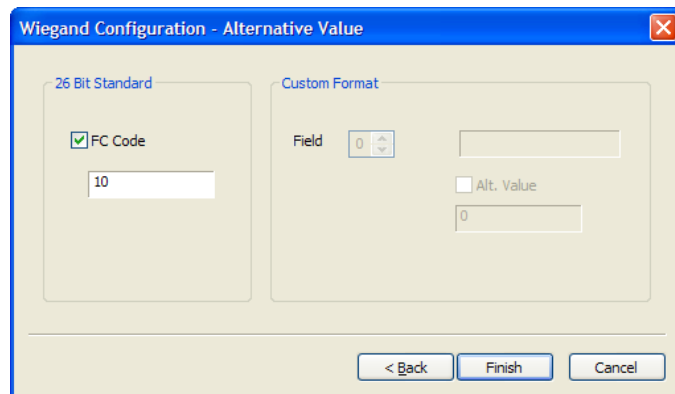 Wiegand Configuration - Alternative Value
26 Bit Standard
FC Code
10
Custom Format
Field 0
Alt. Value
0
< Back Finish Cancel